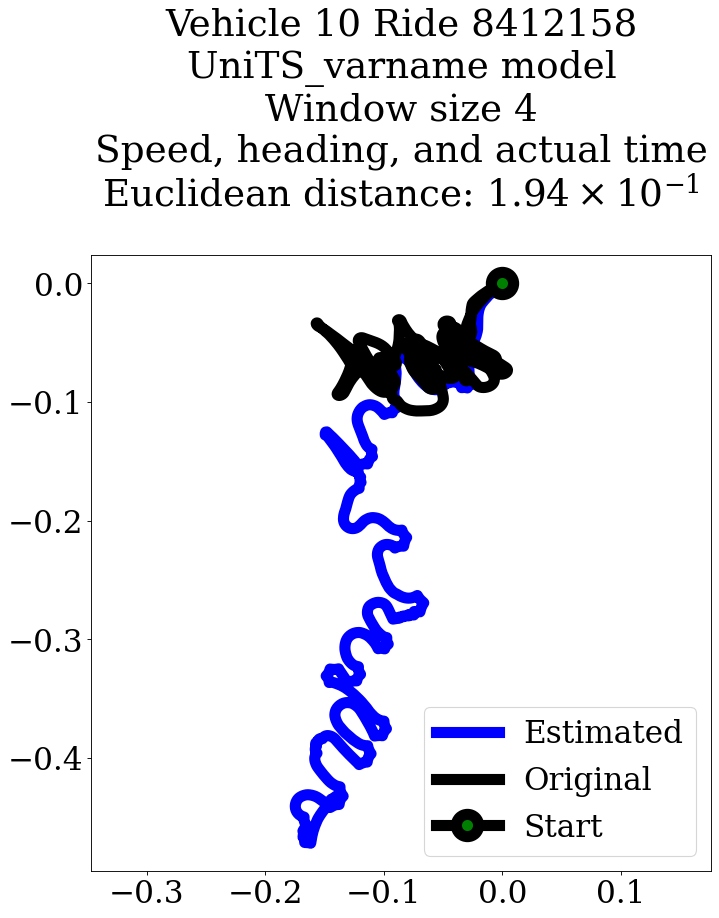 Vehicle 10 Ride 8412158
UniTS_varname model
Window size 4
Speed, heading, and actual time
Euclidean distance: 1.94 × 10⁻¹
0.0
−0.1
−0.2
−0.3
−0.4
Estimated
Original
Start
−0.3 −0.2 −0.1 0.0 0.1